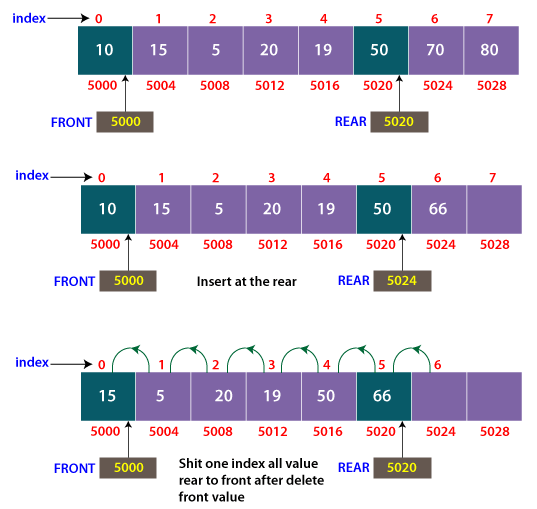 index 0 1 2 3 4 5 6 7
10 15 5 20 19 50 70 80
5000 5004 5008 5012 5016 5020 5024 5028
FRONT 5000 REAR 5020
index 0 1 2 3 4 5 6 7
10 15 5 20 19 50 66
5000 5004 5008 5012 5016 5020 5024 5028
FRONT 5000 Insert at the rear REAR 5024
index 0 1 2 3 4 5 6
15 5 20 19 50 66
5000 5004 5008 5012 5016 5020 5024 5028
FRONT 5000 Shit one index all value REAR 5020
rear to front after delete
front value